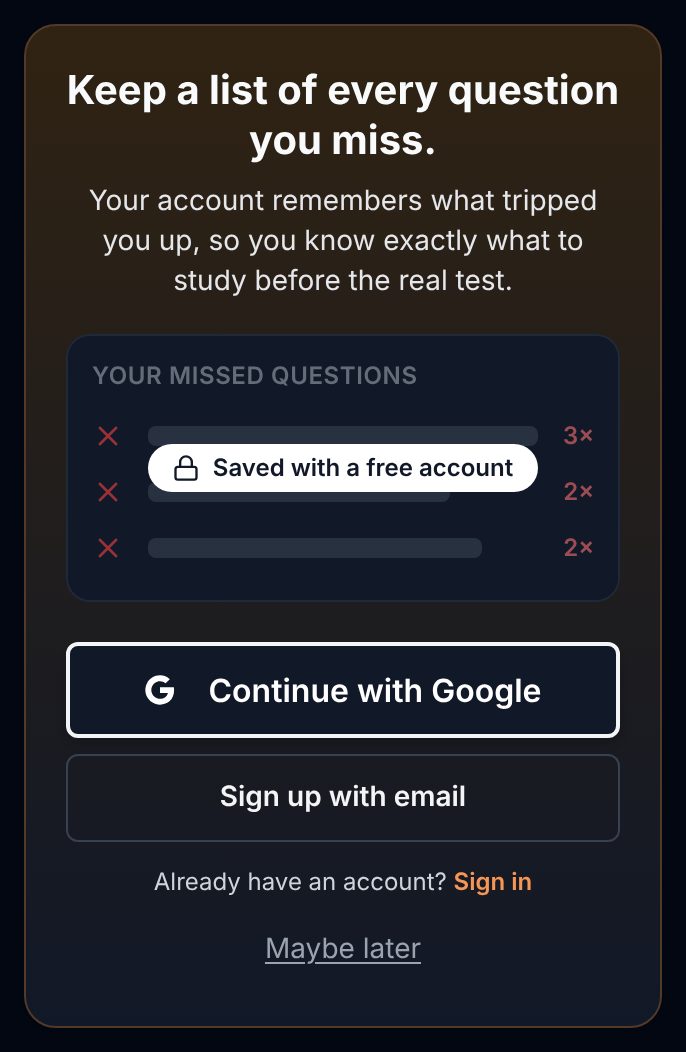 Keep a list of every question
you miss.
Your account remembers what tripped
you up, so you know exactly what to
study before the real test.
YOUR MISSED QUESTIONS
3×
Saved with a free account
2×
2×
Continue with Google
Sign up with email
Already have an account? Sign in
Maybe later